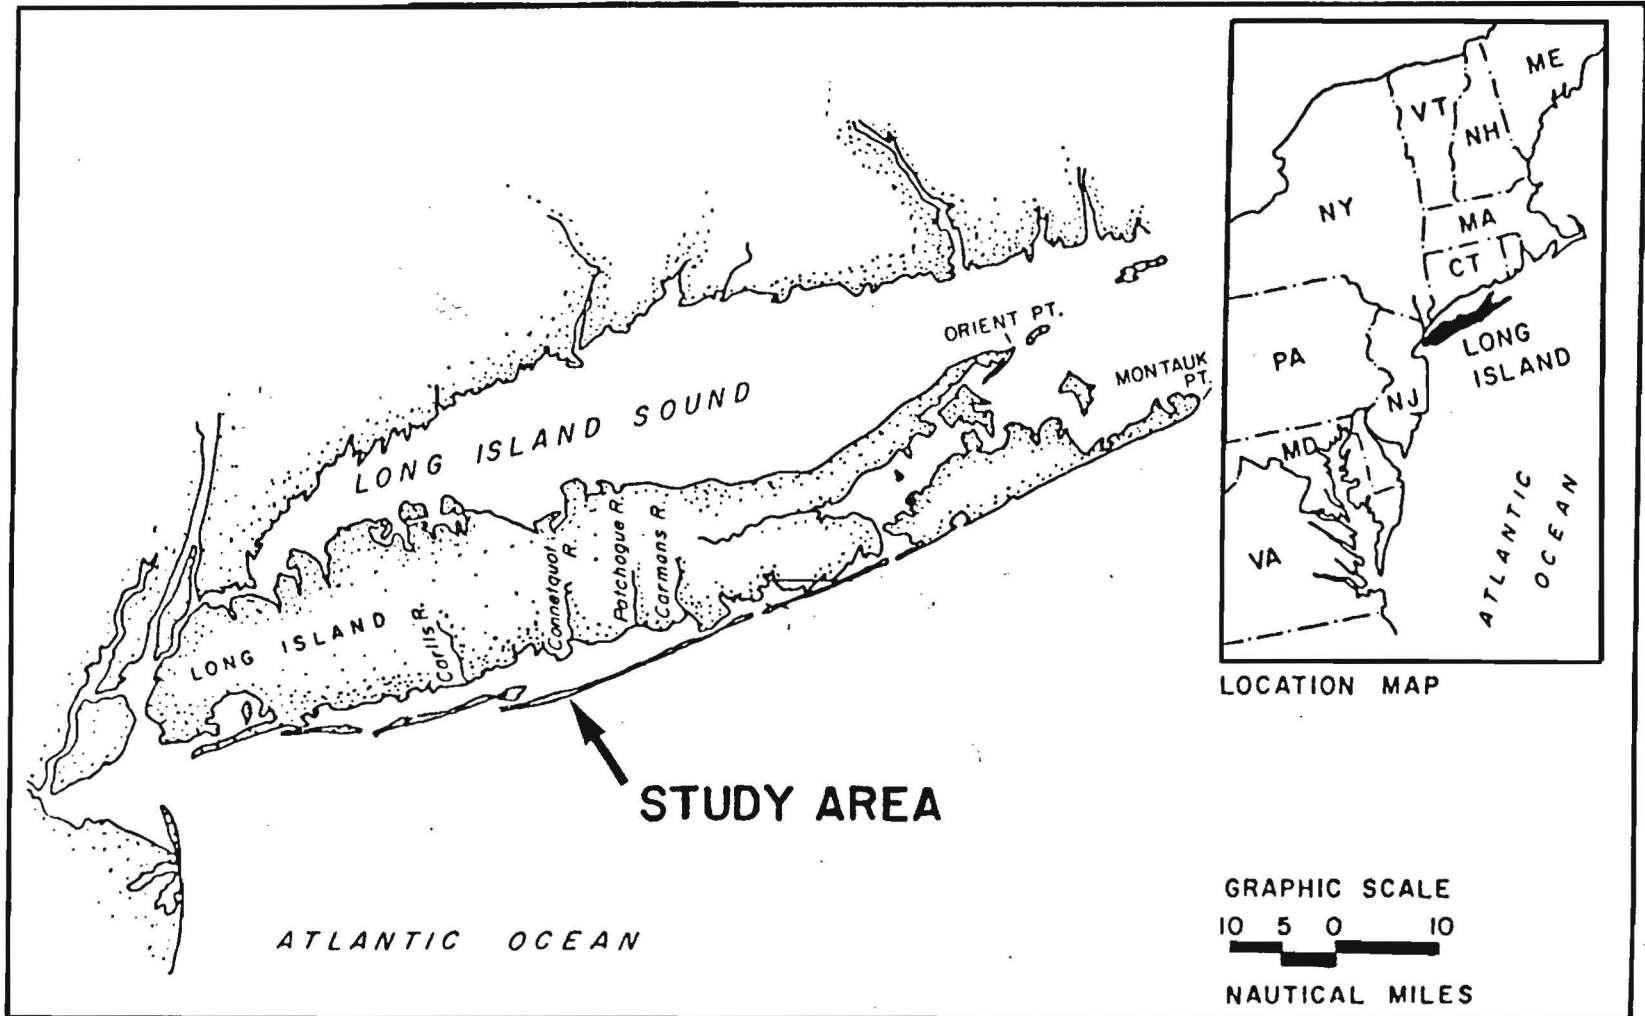 ORIENT PT.
MONTAUK
PT.
LONG ISLAND SOUND
Connetquot
R.
Patchogue R.
Carmans R.
Carlls R.
LONG ISLAND
STUDY AREA
ATLANTIC OCEAN
ME
VT
NH
NY
MA
CT
LONG
ISLAND
PA
NJ
MD
VA
ATLANTIC
OCEAN
LOCATION MAP
GRAPHIC SCALE
10 5 0 10
NAUTICAL MILES